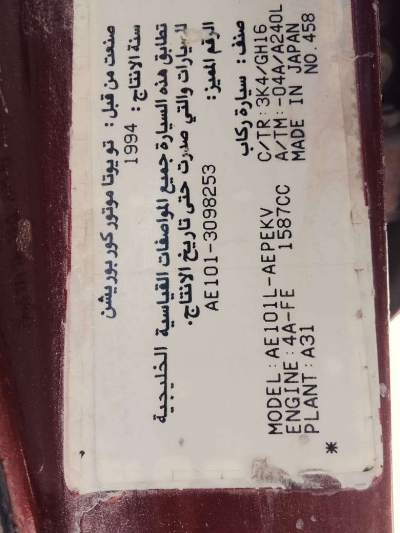 صنعت من قبل : تويوتا موتور كوربوريشن
سنة الانتاج : 1994
تطابق هذه السيارة جميع المواصفات القياسية الخليجية
للسيارات والتي صدرت حتى تاريخ الانتاج.
الرقم المميز : AE101-3098253
صنف : سيارة ركاب
MODEL:AE101L-AEPEKV C/TR:3K4/GH16
ENGINE:4A-FE 1587CC A/TM:-04A/A240L
PLANT:A31 MADE IN JAPAN
* NO.458